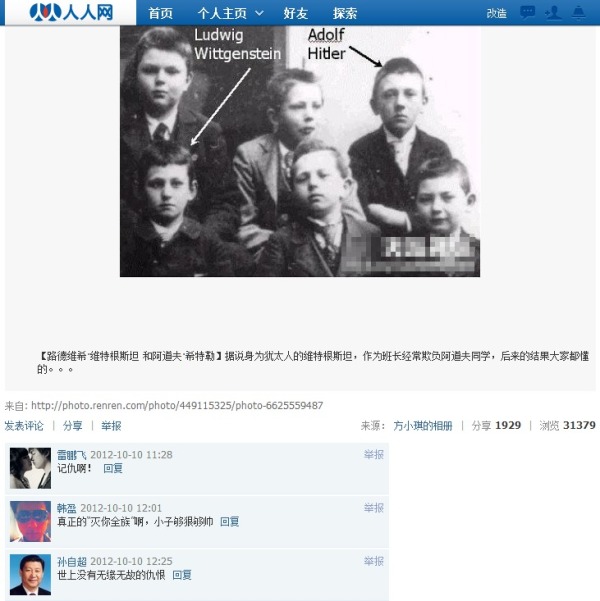 人人网 首页 个人主页 好友 探索 改造
Ludwig Wittgenstein
Adolf Hitler
【路德维希·维特根斯坦 和阿道夫·希特勒】据说身为犹太人的维特根斯坦，作为班长经常欺负阿道夫同学，后来的结果大家都懂
的。。。
来自: http://photo.renren.com/photo/449115325/photo-6625559487
发表评论 | 分享 | 举报 来源: 方小琪的相册 | 分享 1929 | 浏览 31379
雷鹏飞 2012-10-10 11:28 举报
记仇啊！ 回复
韩盈 2012-10-10 12:01 举报
真正的“灭你全族”啊，小子够狠够帅 回复
孙自超 2012-10-10 12:25 举报
世上没有无缘无故的仇恨 回复